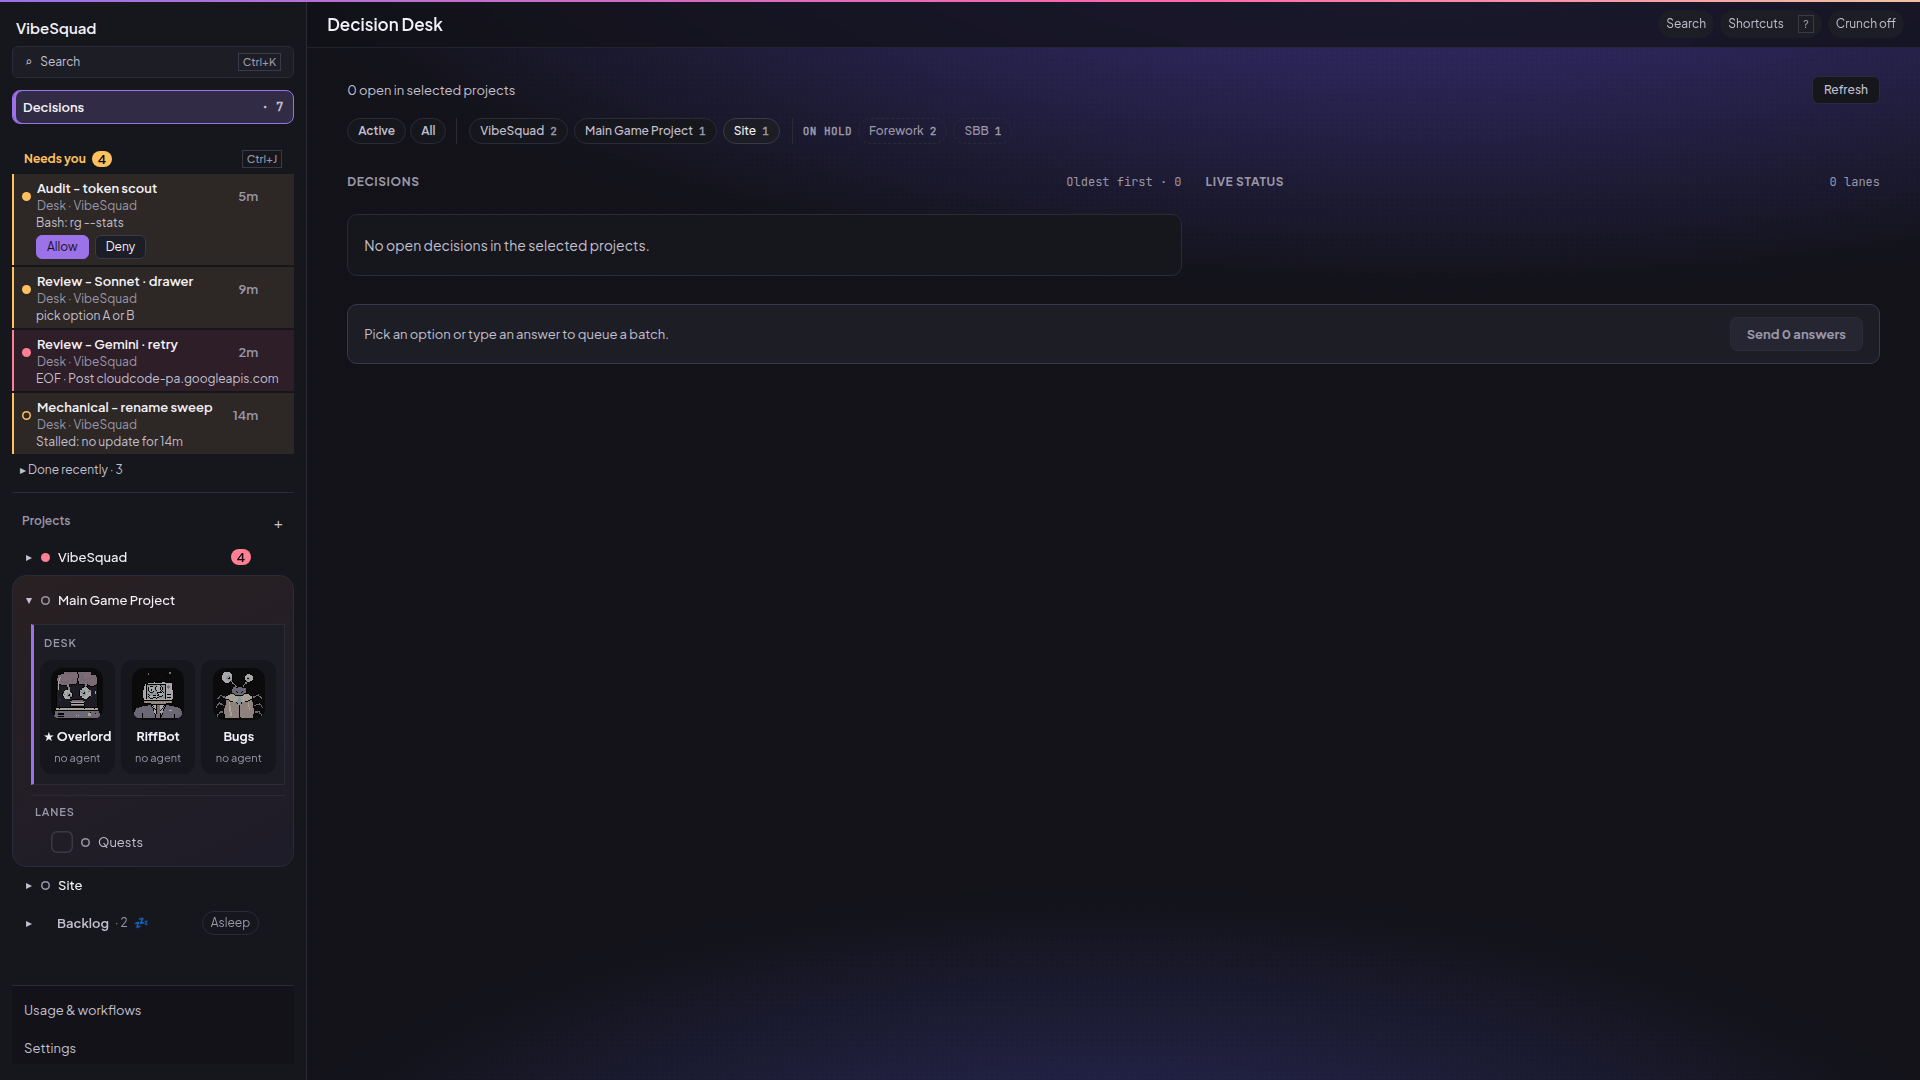 VibeSquad
Search Ctrl+K
Decisions · 7
Needs you 4 Ctrl+J
Audit – token scout 5m
Desk · VibeSquad
Bash: rg --stats
Allow Deny
Review – Sonnet · drawer 9m
Desk · VibeSquad
pick option A or B
Review – Gemini · retry 2m
Desk · VibeSquad
EOF · Post cloudcode-pa.googleapis.com
Mechanical – rename sweep 14m
Desk · VibeSquad
Stalled: no update for 14m
▸ Done recently · 3
Projects +
▸ VibeSquad 4
▾ Main Game Project
DESK
★ Overlord RiffBot Bugs
no agent no agent no agent
LANES
Quests
▸ Site
▸ Backlog · 2 💤 Asleep
Usage & workflows
Settings
Decision Desk Search Shortcuts ? Crunch off
0 open in selected projects Refresh
Active All VibeSquad 2 Main Game Project 1 Site 1 ON HOLD Forework 2 SBB 1
DECISIONS Oldest first · 0 LIVE STATUS 0 lanes
No open decisions in the selected projects.
Pick an option or type an answer to queue a batch. Send 0 answers